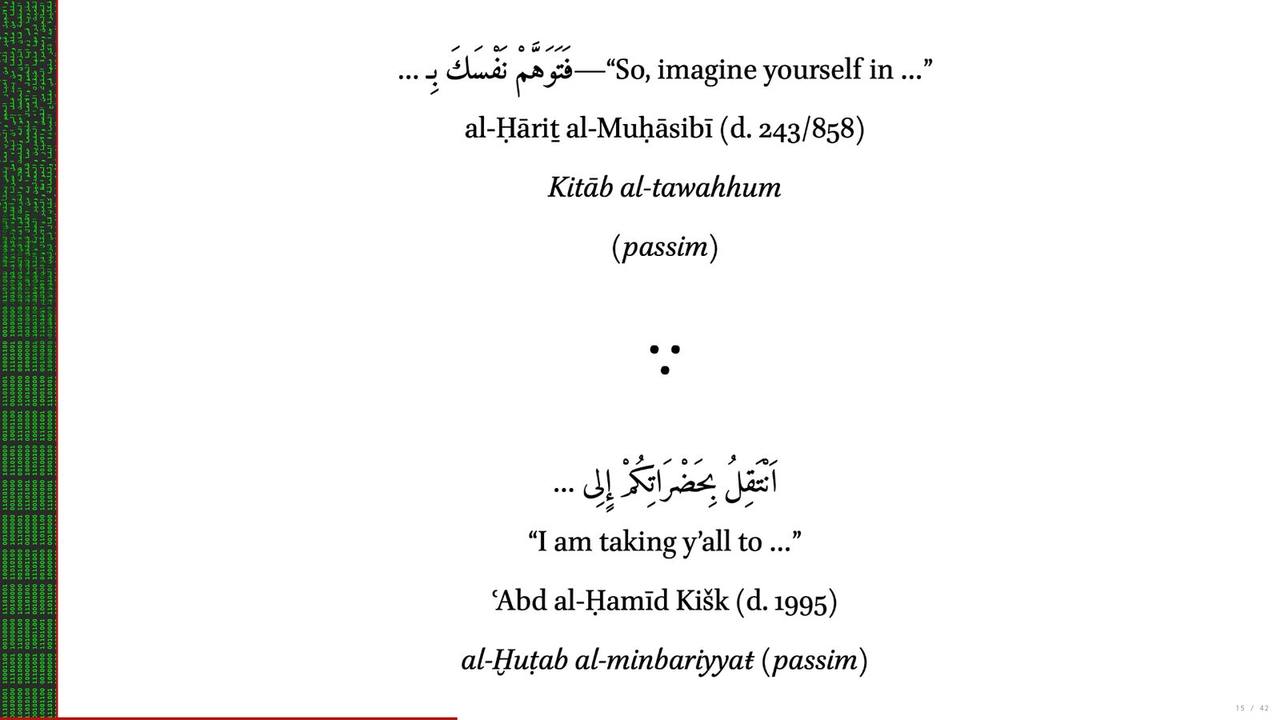 فَتَوَهَّمْ نَفْسَكَ بِـ ...—“So, imagine yourself in ...”
al-Ḥāriṯ al-Muḥāsibī (d. 243/858)
Kitāb al-tawahhum
(passim)
اَنْتَقِلُ بِحَضْرَاتِكُمْ إِلى ...
“I am taking y’all to ...”
ʿAbd al-Ḥamīd Kišk (d. 1995)
al-Ḫuṭab al-minbariyyaŧ (passim)
15 / 42